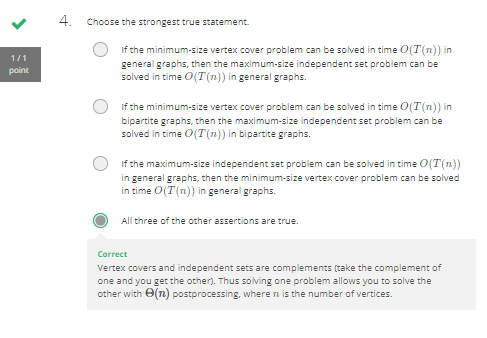 4. Choose the strongest true statement.
1 / 1
point
If the minimum-size vertex cover problem can be solved in time O(T(n)) in
general graphs, then the maximum-size independent set problem can be
solved in time O(T(n)) in general graphs.
If the minimum-size vertex cover problem can be solved in time O(T(n)) in
bipartite graphs, then the maximum-size independent set problem can be
solved in time O(T(n)) in bipartite graphs.
If the maximum-size independent set problem can be solved in time O(T(n))
in general graphs, then the minimum-size vertex cover problem can be solved
in time O(T(n)) in general graphs.
All three of the other assertions are true.
Correct
Vertex covers and independent sets are complements (take the complement of
one and you get the other). Thus solving one problem allows you to solve the
other with Θ(n) postprocessing, where n is the number of vertices.